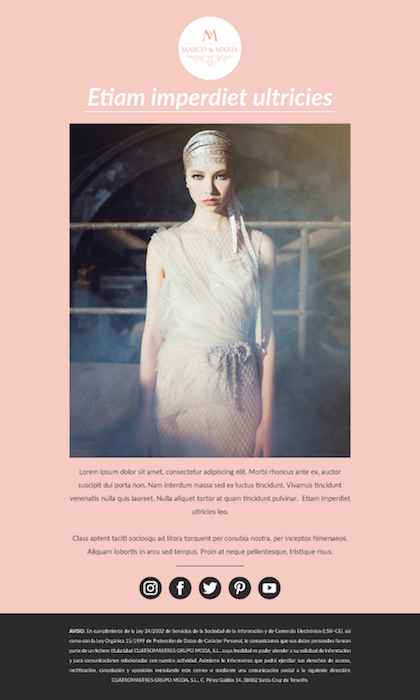 M
MARCO & MARÍA
Etiam imperdiet ultricies
Lorem ipsum dolor sit amet, consectetur adipiscing elit. Morbi rhoncus ante ex, auctor
suscipit dui porta non. Nam interdum massa sed ex luctus tincidunt. Vivamus tincidunt
venenatis nulla quis laoreet. Nulla aliquet tortor at quam tincidunt pulvinar. Etiam imperdiet
ultricies leo.
Class aptent taciti sociosqu ad litora torquent per conubia nostra, per inceptos himenaeos.
Aliquam lobortis in arcu sed tempus. Proin at neque pellentesque, tristique risus.
AVISO. En cumplimiento de la Ley 34/2002 de Servicios de la Sociedad de la Información y de Comercio Electrónico (LSSI-CE), así
como con la Ley Orgánica 15/1999 de Protección de Datos de Carácter Personal, le comunicamos que sus datos personales forman
parte de un fichero titularidad CUATROMASTRES GRUPO MODA, S.L., cuya finalidad es poder atender a su solicitud de información
y para comunicaciones relacionadas con nuestra actividad. Asimismo le informamos que podrá ejercitar sus derechos de acceso,
rectificación, cancelación y oposición reenviando este correo o mediante una comunicación postal a la siguiente dirección:
CUATROMASTRES GRUPO MODA, S.L., C. Pérez Galdós 14, 38002 Santa Cruz de Tenerife.